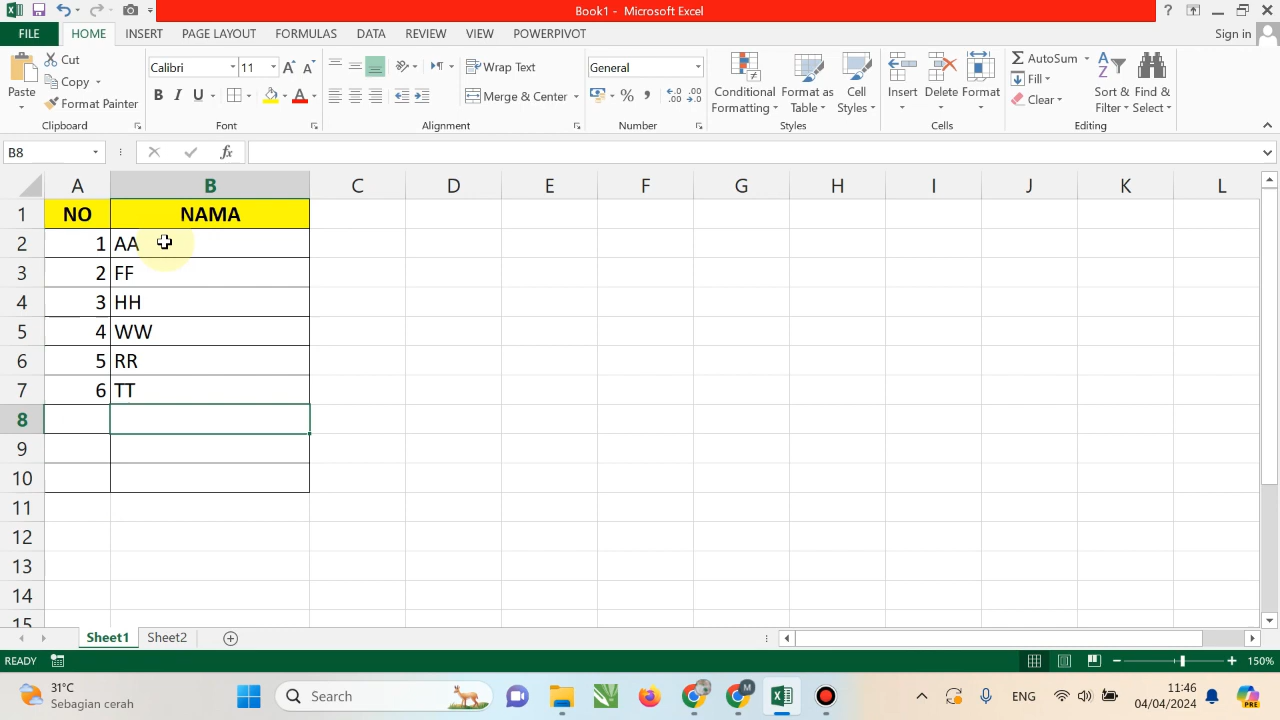 Book1 - Microsoft Excel
Sign in
FILE HOME INSERT PAGE LAYOUT FORMULAS DATA REVIEW VIEW POWERPIVOT
Paste
Cut
Copy
Format Painter
Clipboard
Calibri 11
B I U
Font
Wrap Text
Merge & Center
Alignment
General
Number
Conditional Formatting
Format as Table
Cell Styles
Styles
Insert Delete Format
Cells
AutoSum
Fill
Clear
Sort & Filter
Find & Select
Editing
B8
fx
A B C D E F G H I J K L
1 NO NAMA
2 1 AA
3 2 FF
4 3 HH
5 4 WW
6 5 RR
7 6 TT
8
9
10
11
12
13
14
15
Sheet1 Sheet2
READY
150%
31°C
Sebagian cerah
Search
M
ENG
11:46
04/04/2024
PRE